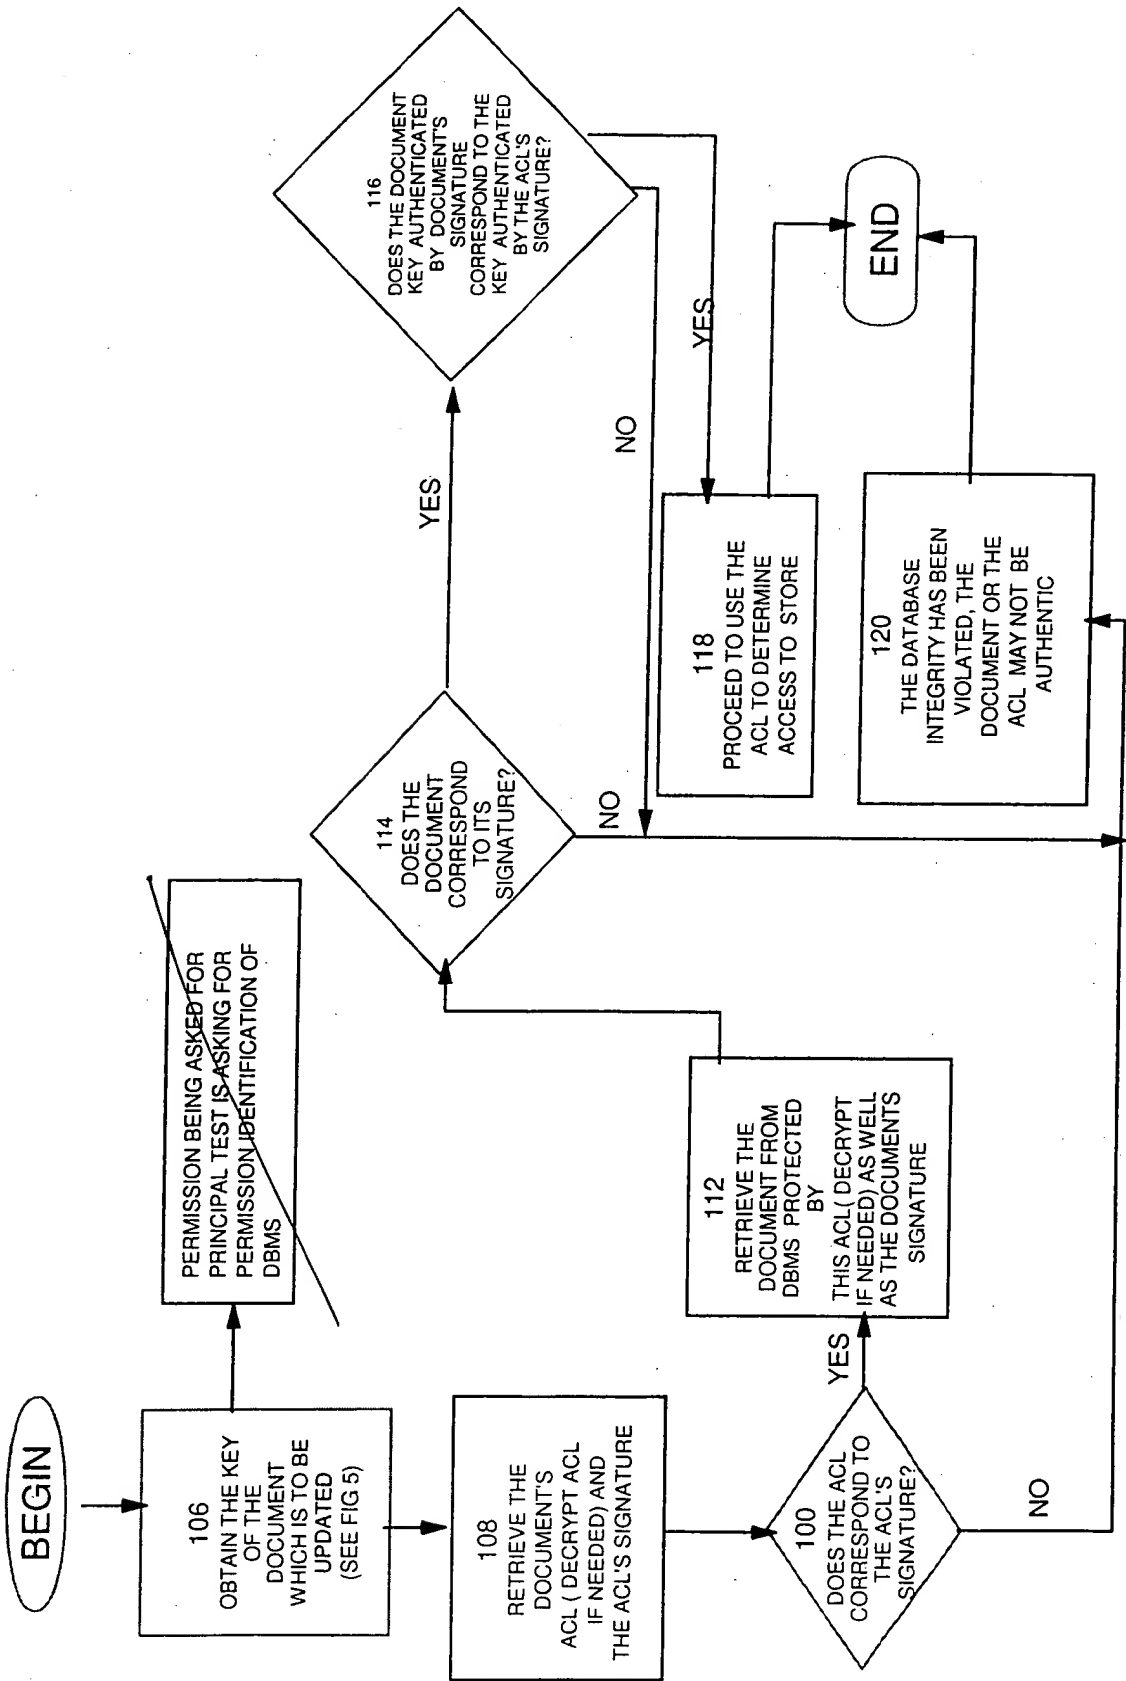 BEGIN
106
OBTAIN THE KEY
OF THE
DOCUMENT
WHICH IS TO BE
UPDATED
(SEE FIG 5)
PERMISSION BEING ASKED FOR
PRINCIPAL TEST IS ASKING FOR
PERMISSION IDENTIFICATION OF
DBMS
108
RETRIEVE THE
DOCUMENT'S
ACL ( DECRYPT ACL
IF NEEDED) AND
THE ACL'S SIGNATURE
100
DOES THE ACL
CORRESPOND TO
THE ACL'S
SIGNATURE?
YES
NO
112
RETRIEVE THE
DOCUMENT FROM
DBMS PROTECTED
BY
THIS ACL( DECRYPT
IF NEEDED) AS WELL
AS THE DOCUMENTS
SIGNATURE
114
DOES THE
DOCUMENT
CORRESPOND
TO ITS
SIGNATURE?
YES
NO
116
DOES THE DOCUMENT
KEY AUTHENTICATED
BY DOCUMENT'S
SIGNATURE
CORRESPOND TO THE
KEY AUTHENTICATED
BY THE ACL'S
SIGNATURE?
NO
YES
118
PROCEED TO USE THE
ACL TO DETERMINE
ACCESS TO STORE
120
THE DATABASE
INTEGRITY HAS BEEN
VIOLATED, THE
DOCUMENT OR THE
ACL MAY NOT BE
AUTHENTIC
END